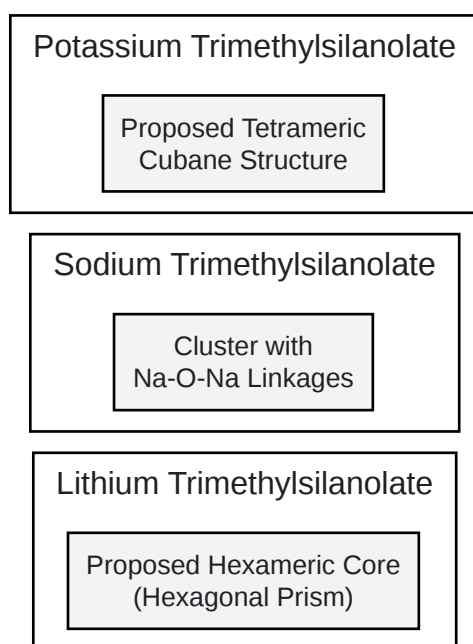 Potassium Trimethylsilanolate
Proposed Tetrameric
Cubane Structure
Sodium Trimethylsilanolate
Cluster with
Na-O-Na Linkages
Lithium Trimethylsilanolate
Proposed Hexameric Core
(Hexagonal Prism)